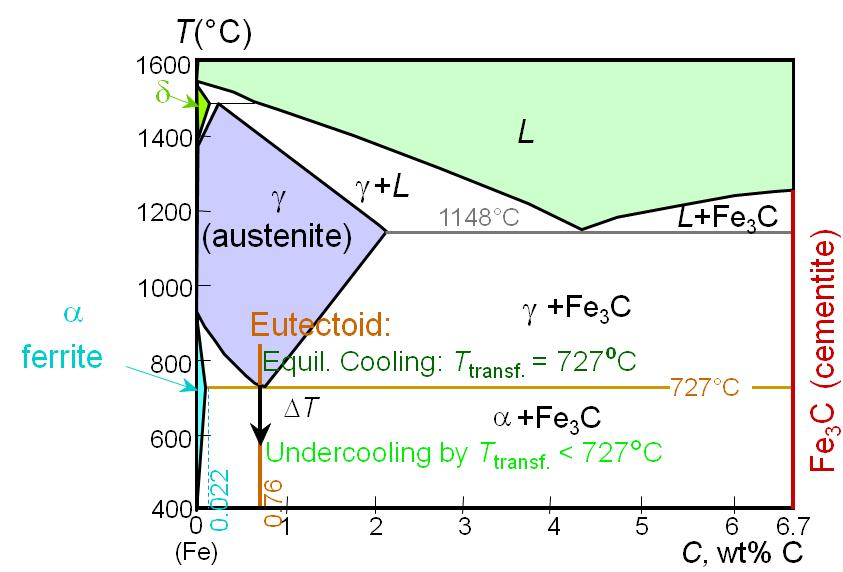 T(°C)
1600
δ
1400
L
γ+L
1200
γ
(austenite)
1148°C
L+Fe₃C
1000
γ +Fe₃C
α
ferrite
Eutectoid:
800
Equil. Cooling: Ttransf. = 727ºC
727°C
ΔT
α +Fe₃C
600
Undercooling by Ttransf. < 727°C
0.022
0.76
400
0 1 2 3 4 5 6 6.7
(Fe)
C, wt% C
Fe₃C (cementite)